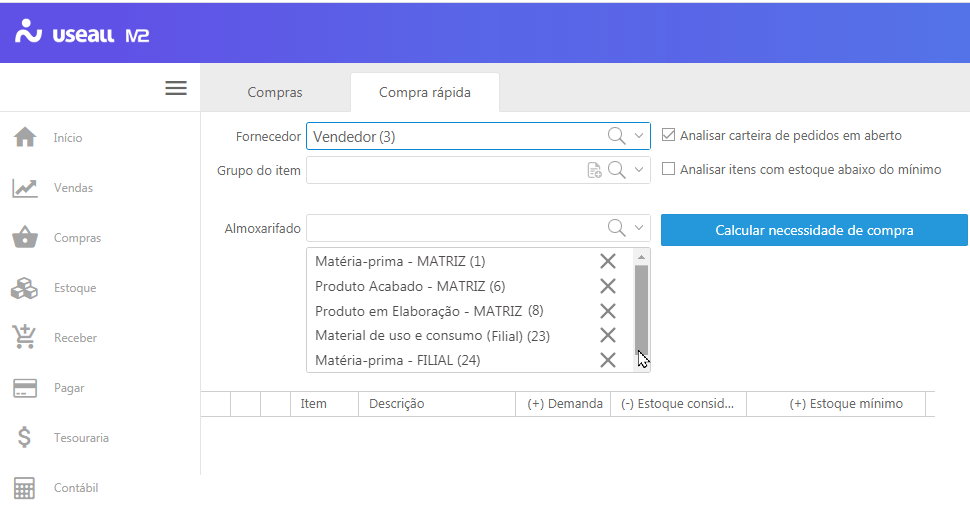 useall M2
Compras
Compra rápida
Fornecedor
Vendedor (3)
Analisar carteira de pedidos em aberto
Grupo do item
Analisar itens com estoque abaixo do mínimo
Almoxarifado
Calcular necessidade de compra
Matéria-prima - MATRIZ (1)
Produto Acabado - MATRIZ (6)
Produto em Elaboração - MATRIZ (8)
Material de uso e consumo (Filial) (23)
Matéria-prima - FILIAL (24)
Item
Descrição
(+) Demanda
(-) Estoque consid...
(+) Estoque mínimo
Início
Vendas
Compras
Estoque
Receber
Pagar
Tesouraria
Contábil